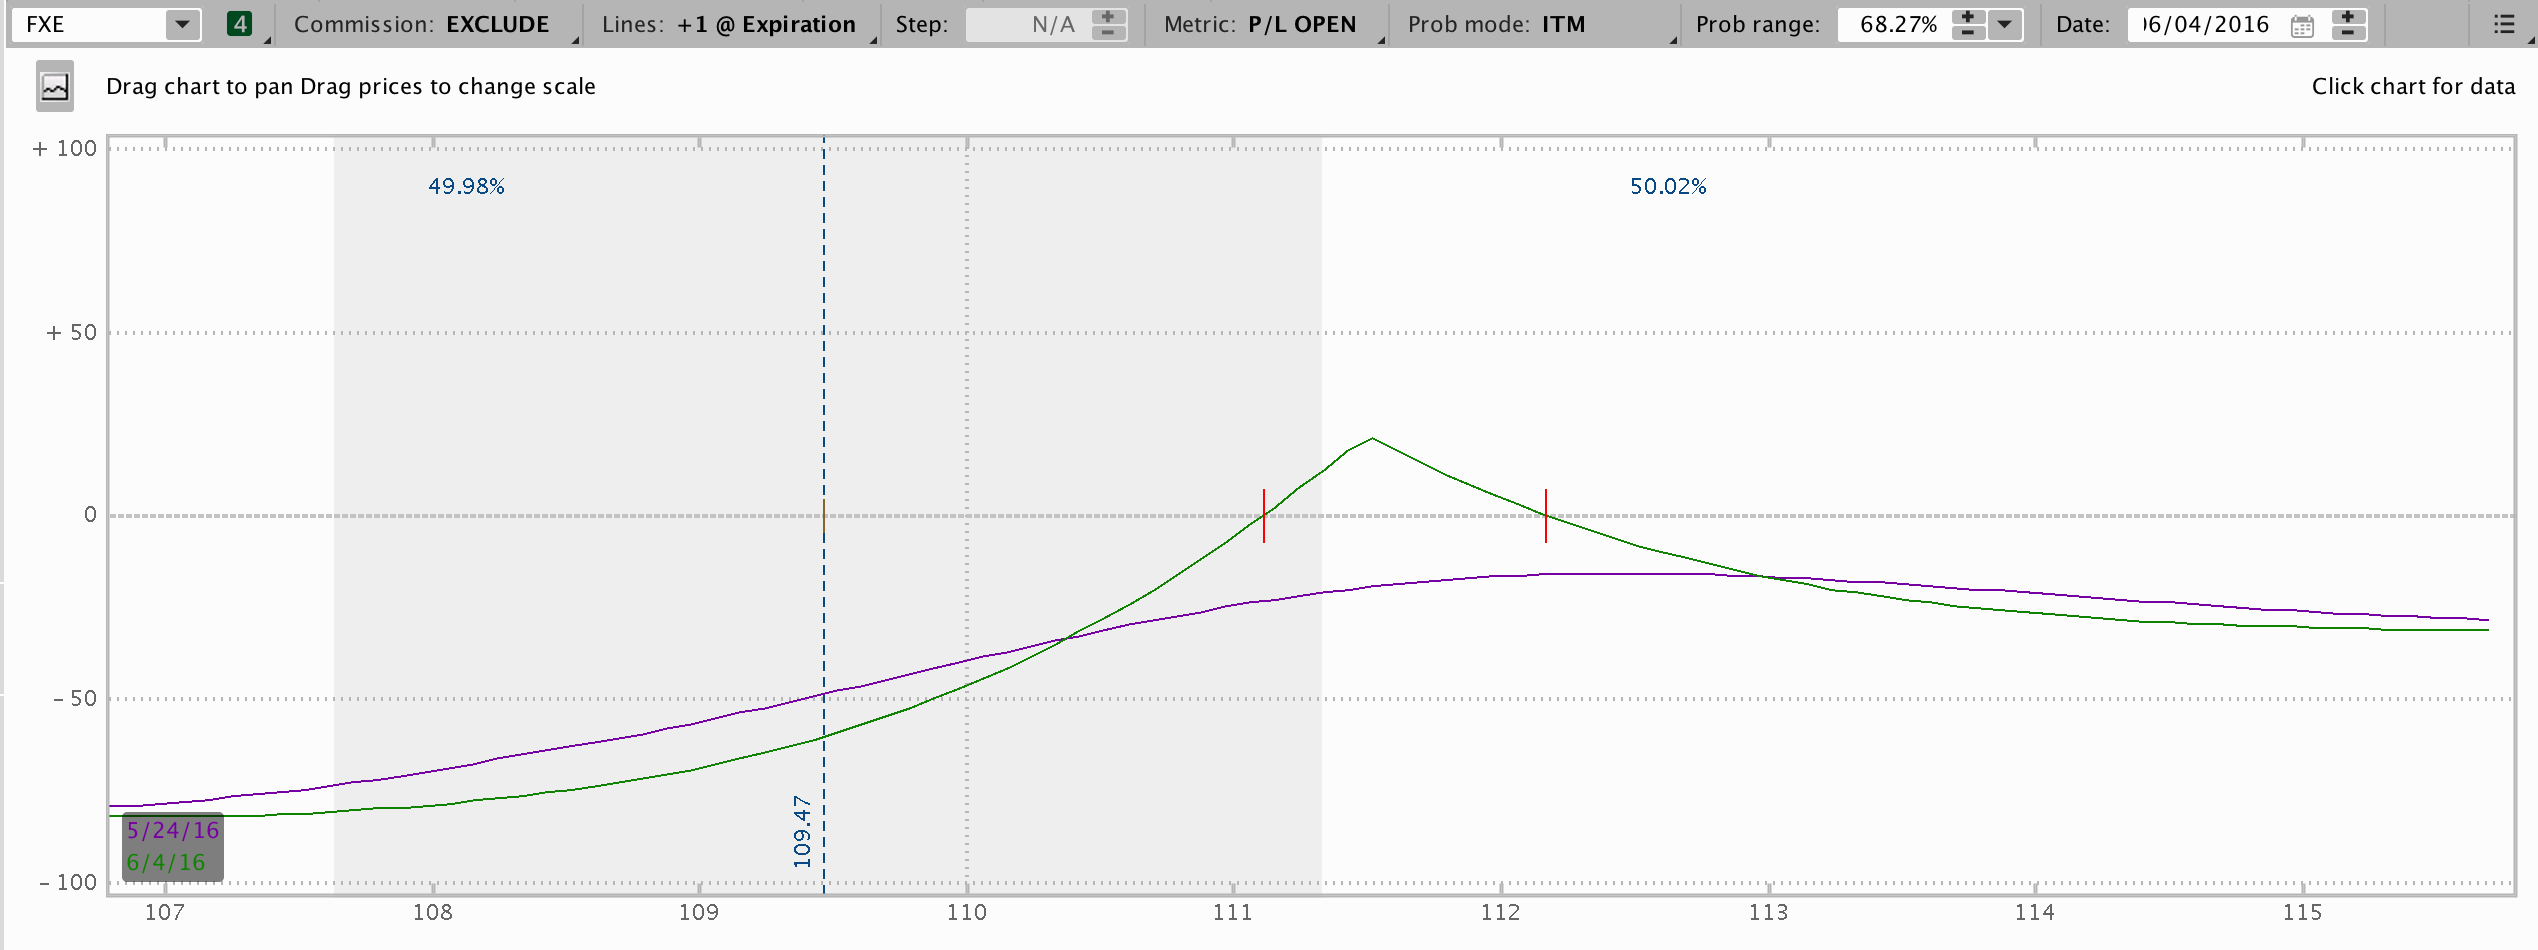 FXE 4 Commission: EXCLUDE Lines: +1 @ Expiration Step: N/A Metric: P/L OPEN Prob mode: ITM Prob range: 68.27% Date: 06/04/2016
Drag chart to pan Drag prices to change scale
Click chart for data
+ 100
49.98%
50.02%
+ 50
0
- 50
109.47
5/24/16
6/4/16
- 100
107 108 109 110 111 112 113 114 115